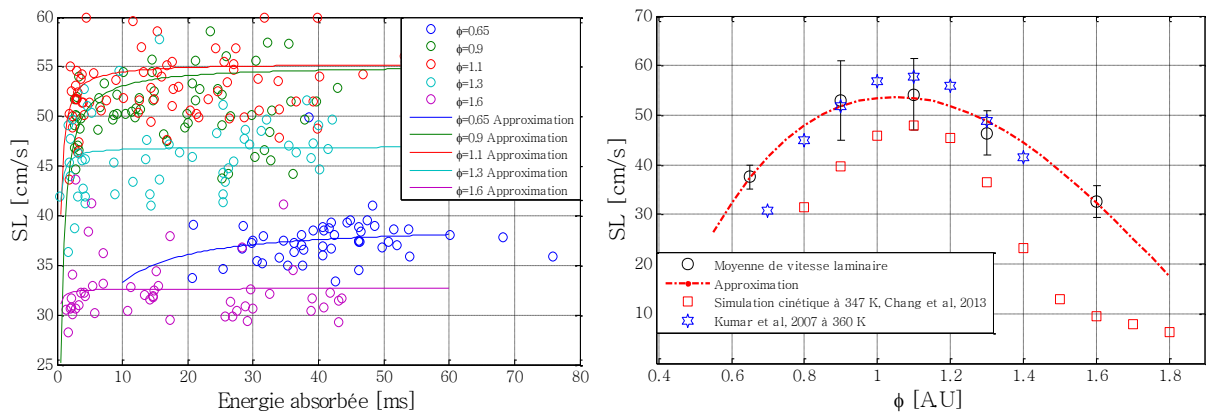 60
55
50
45
40
35
30
25
SL [cm/s]
0 10 20 30 40 50 60 70 80
Energie absorbée [ms]
ϕ=0.65
ϕ=0.9
ϕ=1.1
ϕ=1.3
ϕ=1.6
ϕ=0.65 Approximation
ϕ=0.9 Approximation
ϕ=1.1 Approximation
ϕ=1.3 Approximation
ϕ=1.6 Approximation
70
60
50
40
30
20
10
SL [cm/s]
0.4 0.6 0.8 1 1.2 1.4 1.6 1.8
ϕ [A.U]
Moyenne de vitesse laminaire
Approximation
Simulation cinétique à 347 K, Chang et al, 2013
Kumar et al, 2007 à 360 K